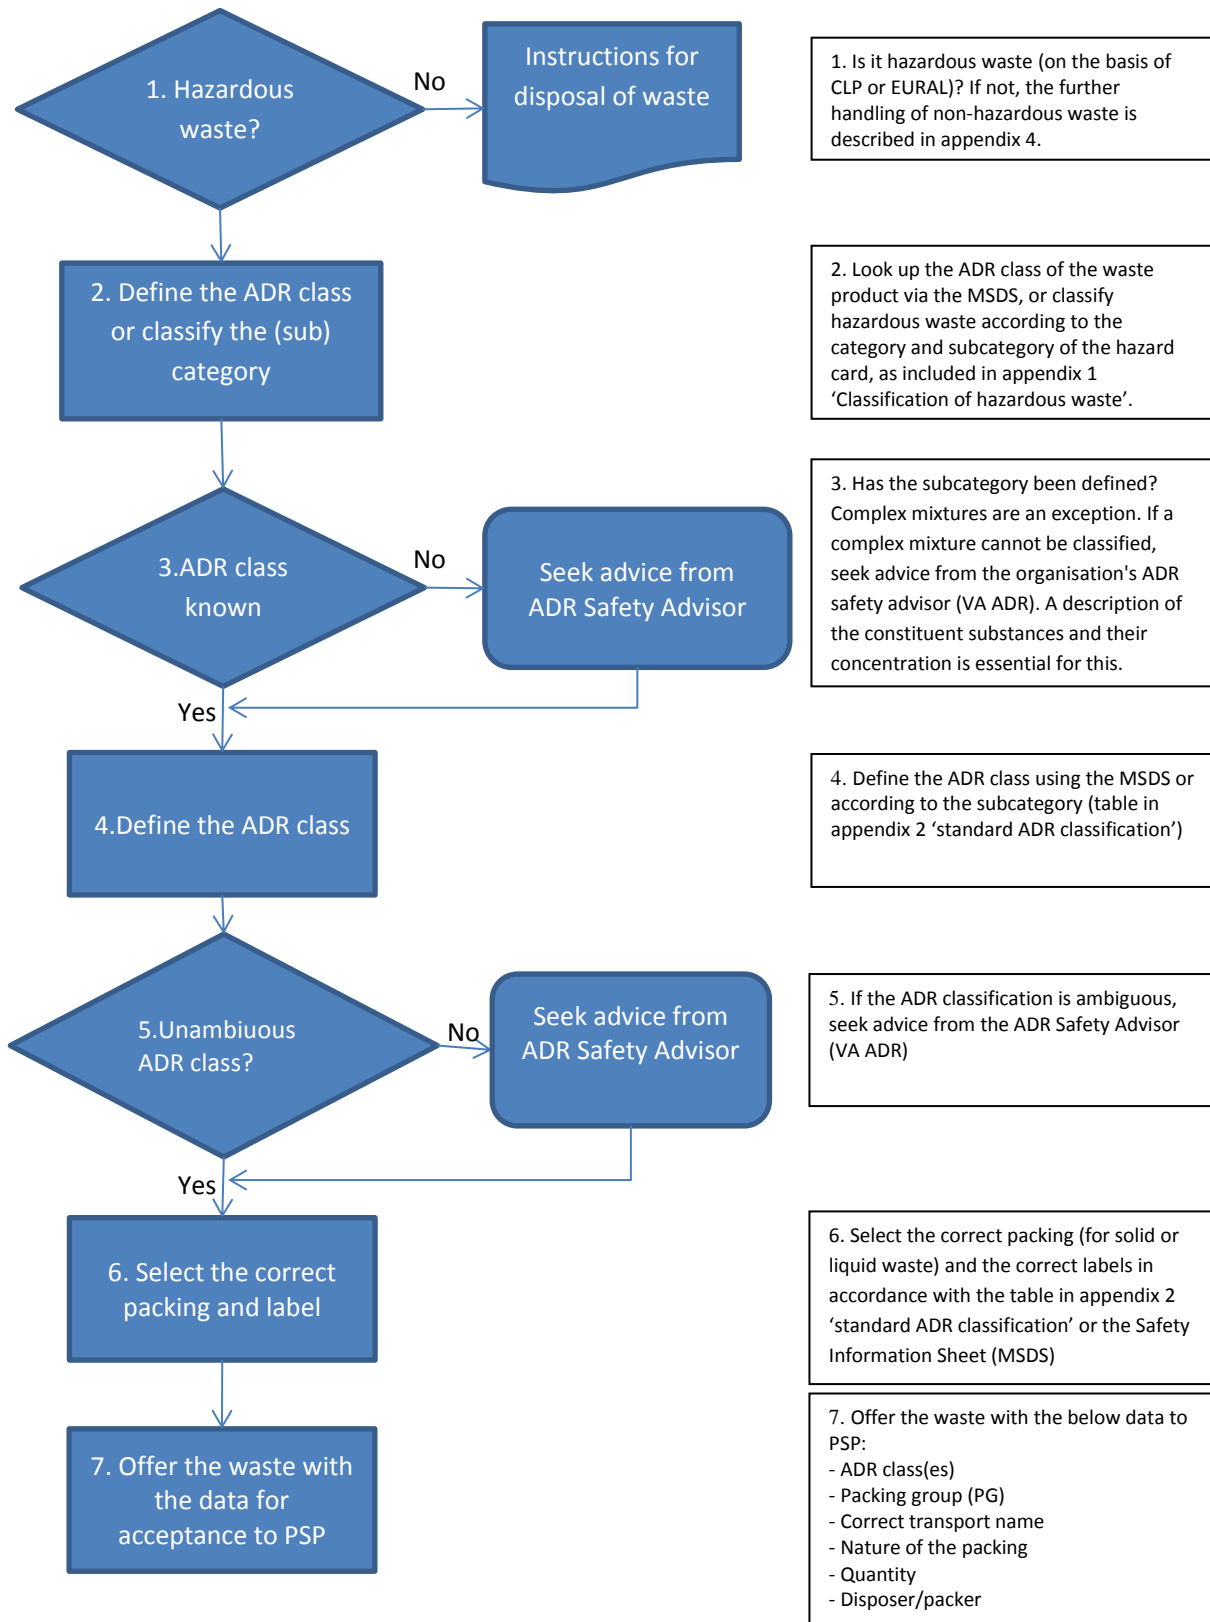 1. Hazardous
waste?
No
Instructions for
disposal of waste
1. Is it hazardous waste (on the basis of
CLP or EURAL)? If not, the further
handling of non-hazardous waste is
described in appendix 4.
2. Define the ADR class
or classify the (sub)
category
2. Look up the ADR class of the waste
product via the MSDS, or classify
hazardous waste according to the
category and subcategory of the hazard
card, as included in appendix 1
‘Classification of hazardous waste’.
3.ADR class
known
No
Seek advice from
ADR Safety Advisor
3. Has the subcategory been defined?
Complex mixtures are an exception. If a
complex mixture cannot be classified,
seek advice from the organisation's ADR
safety advisor (VA ADR). A description of
the constituent substances and their
concentration is essential for this.
Yes
4.Define the ADR class
4. Define the ADR class using the MSDS or
according to the subcategory (table in
appendix 2 ‘standard ADR classification’)
5.Unambiuous
ADR class?
No
Seek advice from
ADR Safety Advisor
5. If the ADR classification is ambiguous,
seek advice from the ADR Safety Advisor
(VA ADR)
Yes
6. Select the correct
packing and label
6. Select the correct packing (for solid or
liquid waste) and the correct labels in
accordance with the table in appendix 2
‘standard ADR classification’ or the Safety
Information Sheet (MSDS)
7. Offer the waste with
the data for
acceptance to PSP
7. Offer the waste with the below data to
PSP:
- ADR class(es)
- Packing group (PG)
- Correct transport name
- Nature of the packing
- Quantity
- Disposer/packer